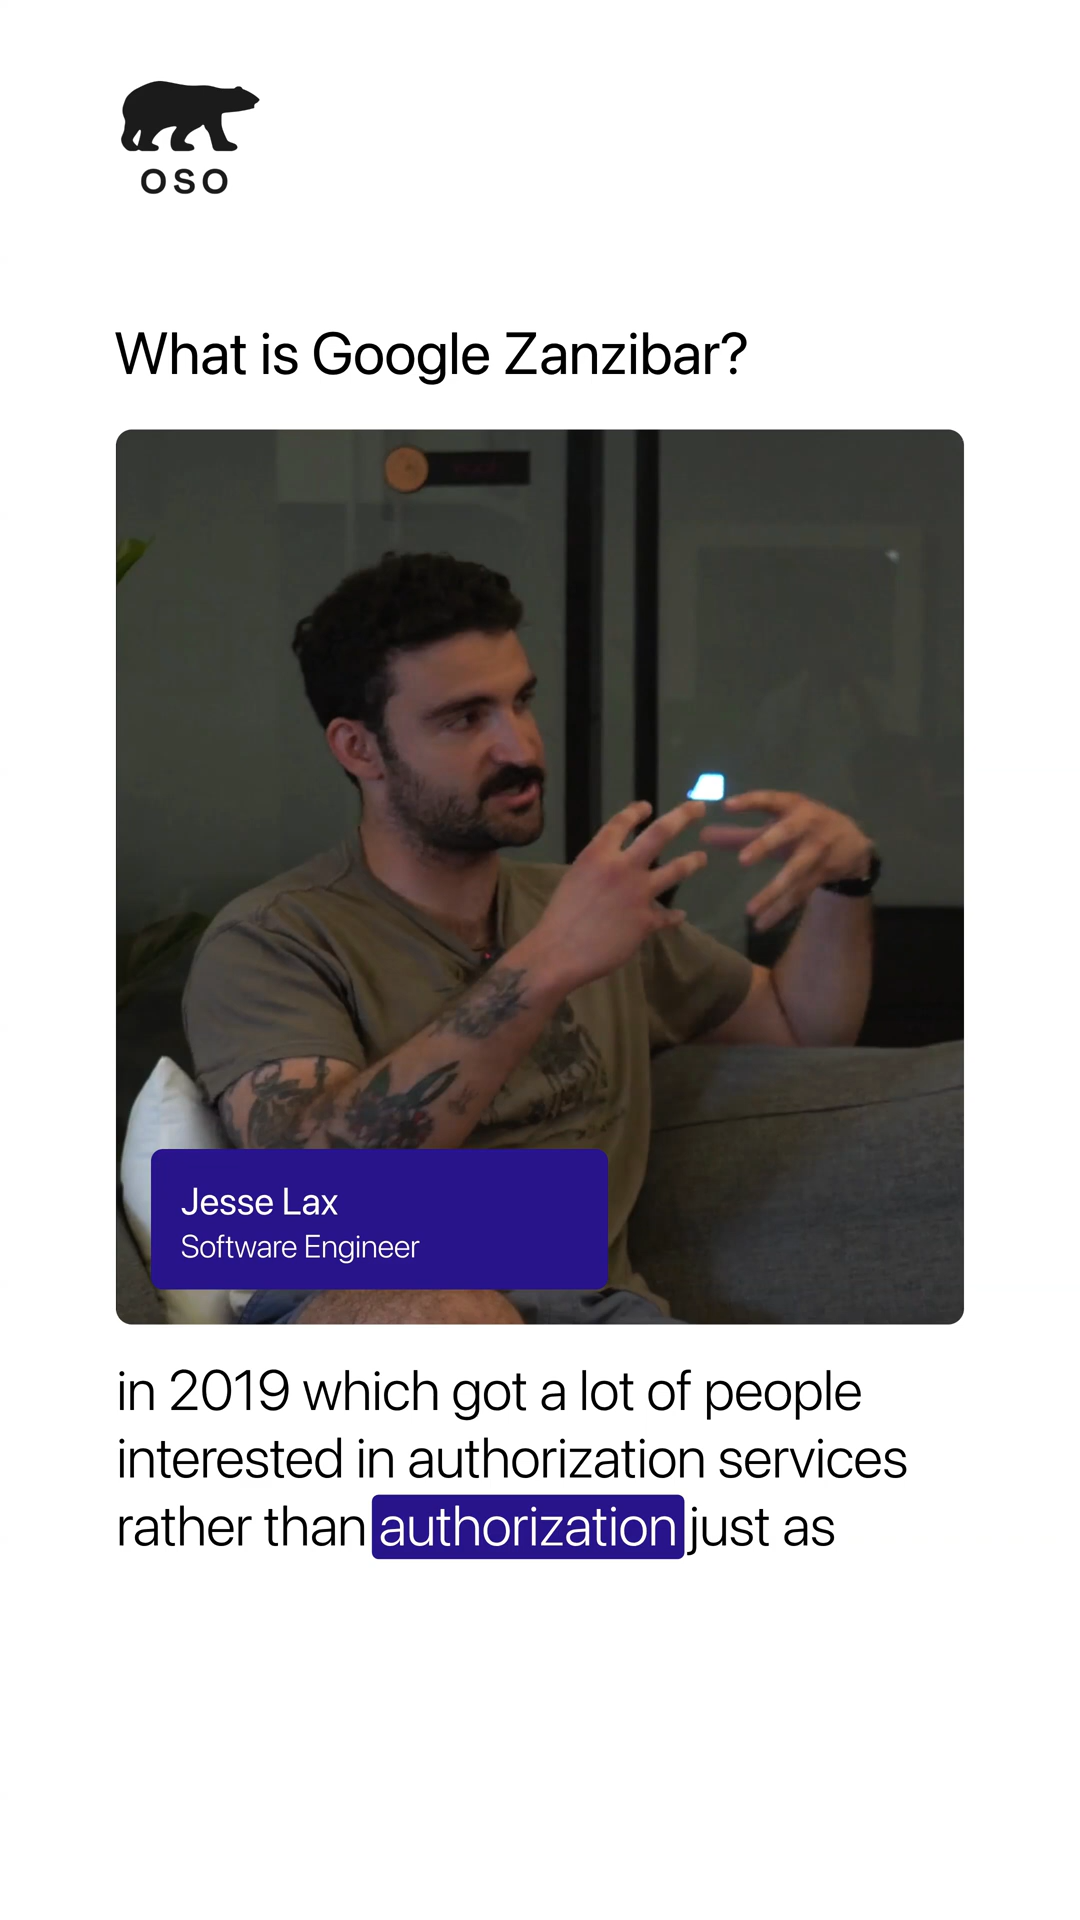 OSO
What is Google Zanzibar?
Jesse Lax
Software Engineer
in 2019 which got a lot of people
interested in authorization services
rather than authorization just as